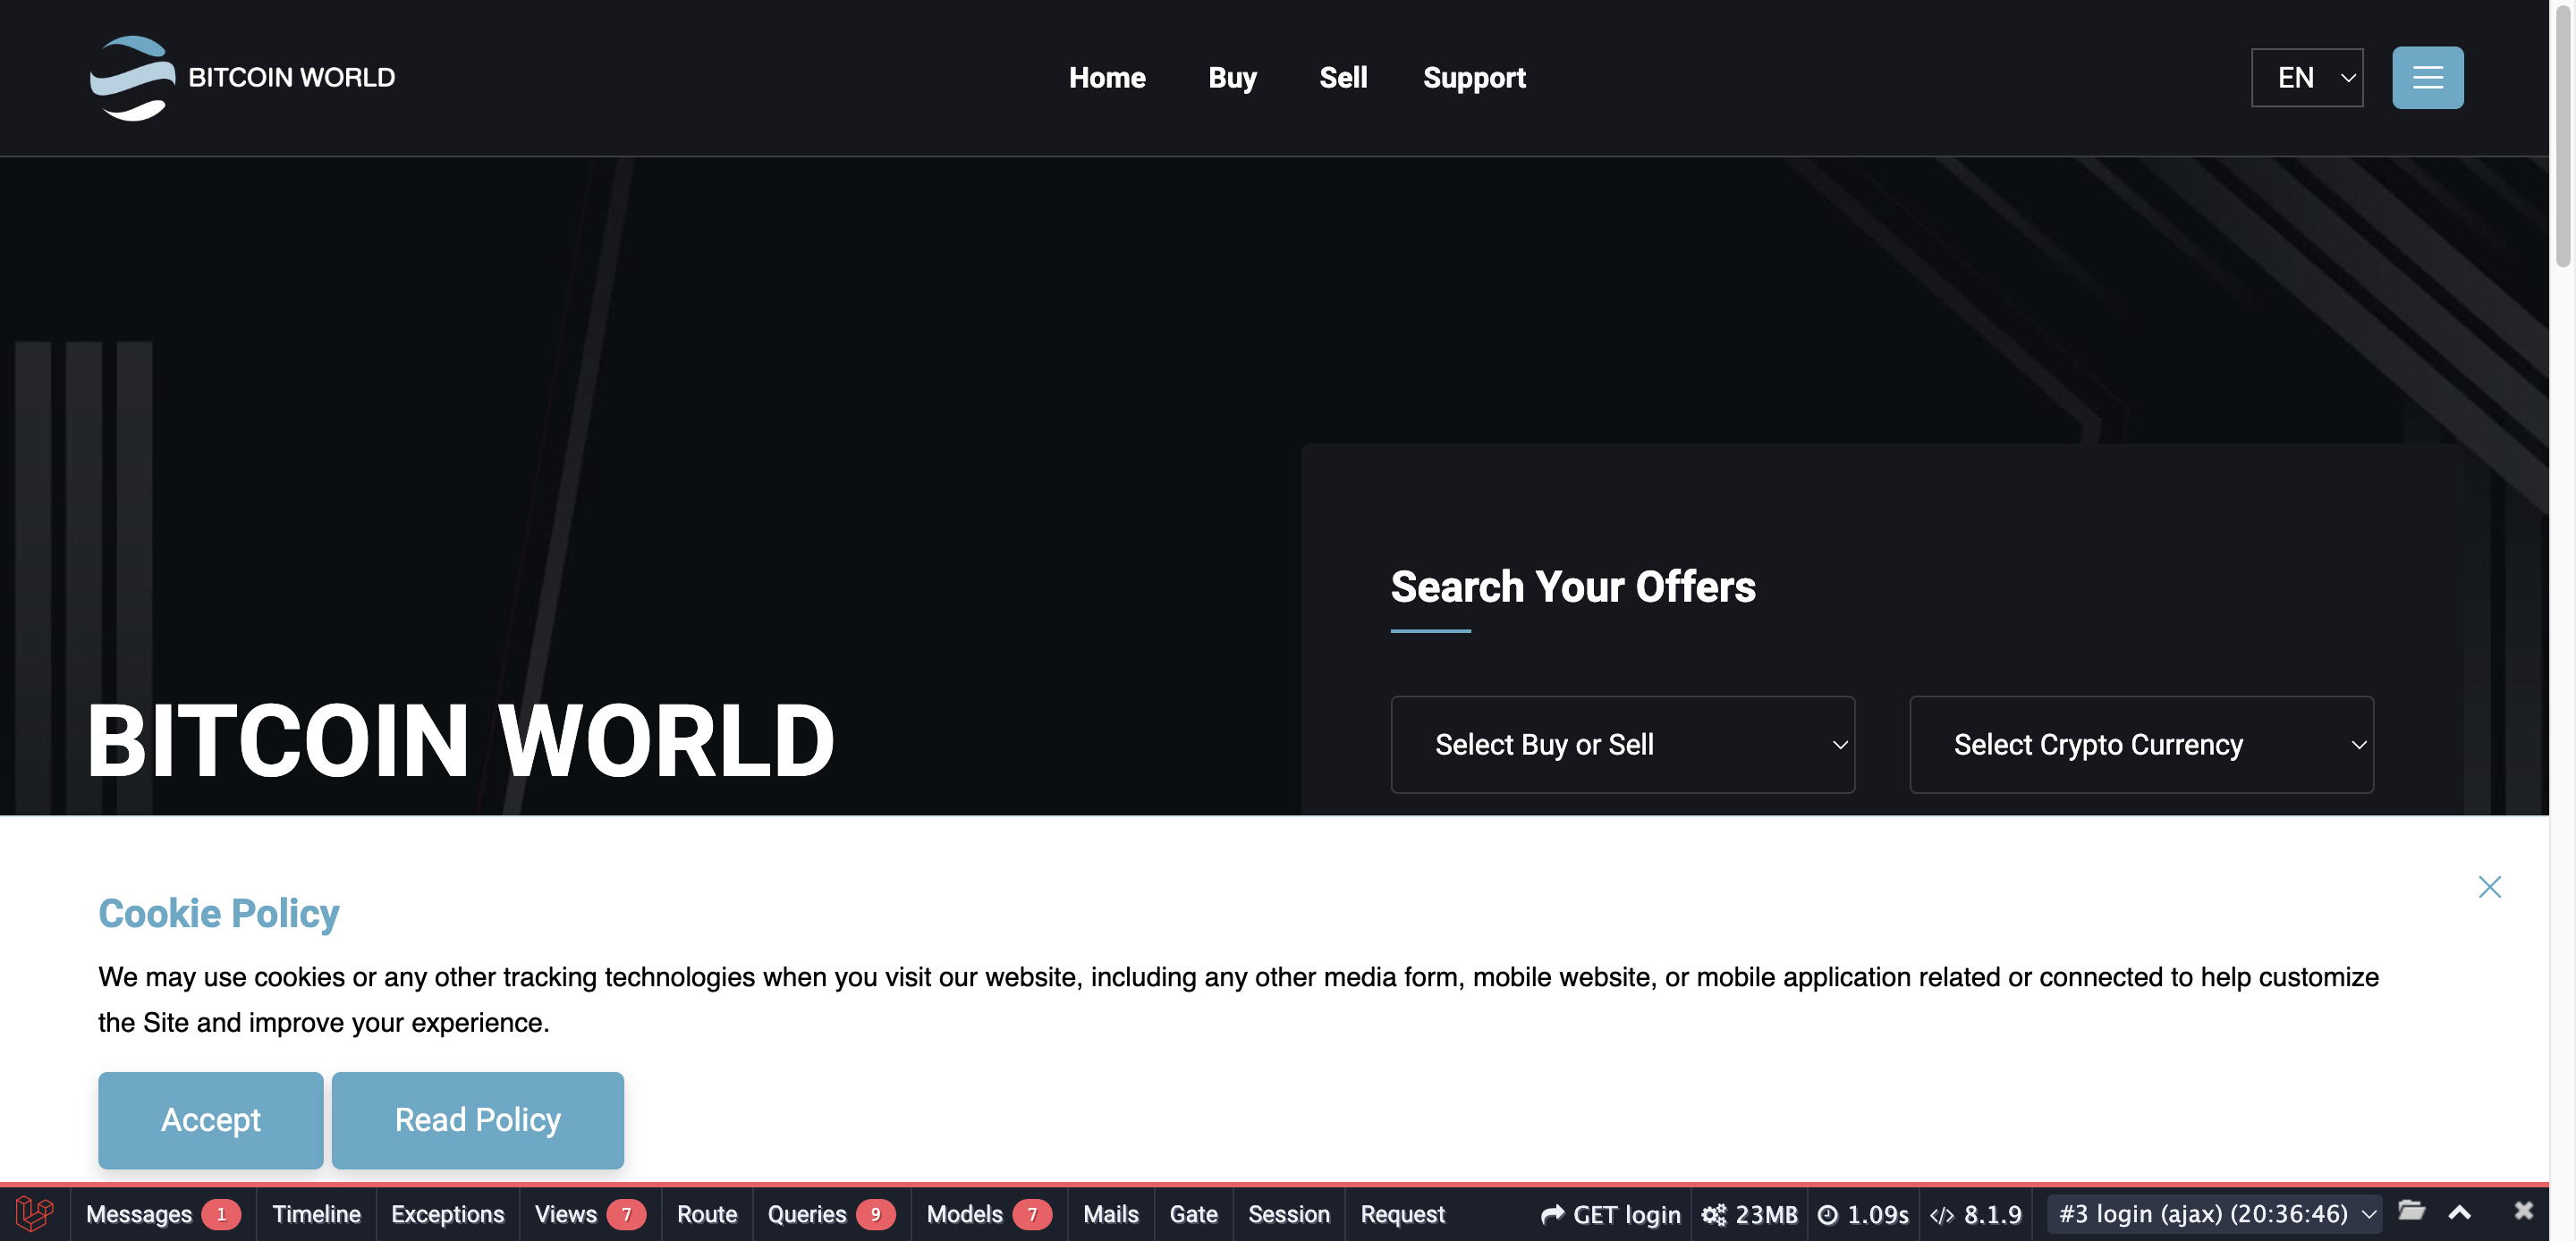 BITCOIN WORLD
Home Buy Sell Support
EN
Search Your Offers
Select Buy or Sell
Select Crypto Currency
BITCOIN WORLD
Cookie Policy
We may use cookies or any other tracking technologies when you visit our website, including any other media form, mobile website, or mobile application related or connected to help customize
the Site and improve your experience.
Accept
Read Policy
Messages 1 Timeline Exceptions Views 7 Route Queries 9 Models 7 Mails Gate Session Request GET login 23MB 1.09s 8.1.9 #3 login (ajax) (20:36:46)